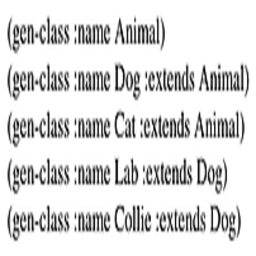 (gen-class :name Animal)
(gen-class :name Dog :extends Animal)
(gen-class :name Cat :extends Animal)
(gen-class :name Lab :extends Dog)
(gen-class :name Collie :extends Dog)